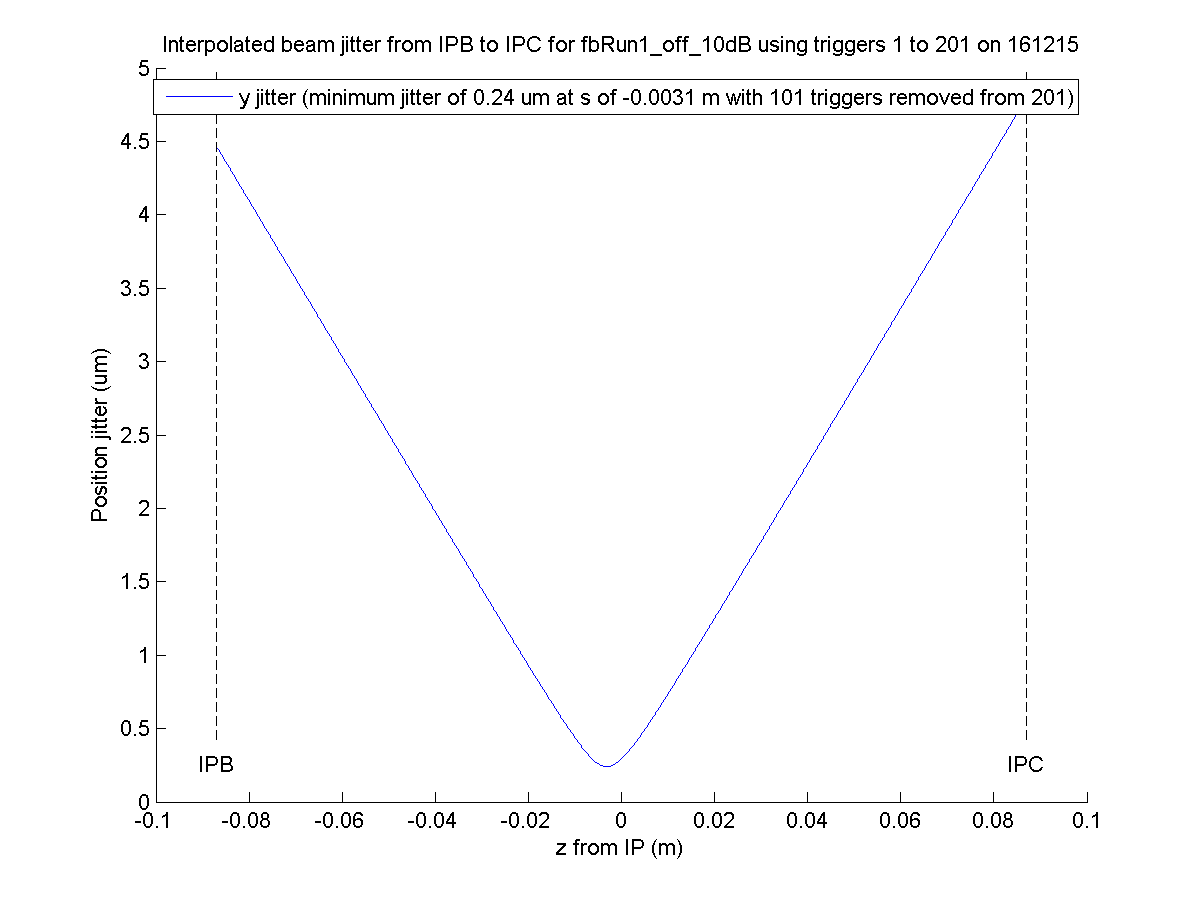 Interpolated beam jitter from IPB to IPC for fbRun1_off_10dB using triggers 1 to 201 on 161215
5
y jitter (minimum jitter of 0.24 um at s of -0.0031 m with 101 triggers removed from 201)
4.5
4
3.5
3
2.5
2
1.5
1
0.5
0
Position jitter (um)
IPB
IPC
-0.1 -0.08 -0.06 -0.04 -0.02 0 0.02 0.04 0.06 0.08 0.1
z from IP (m)